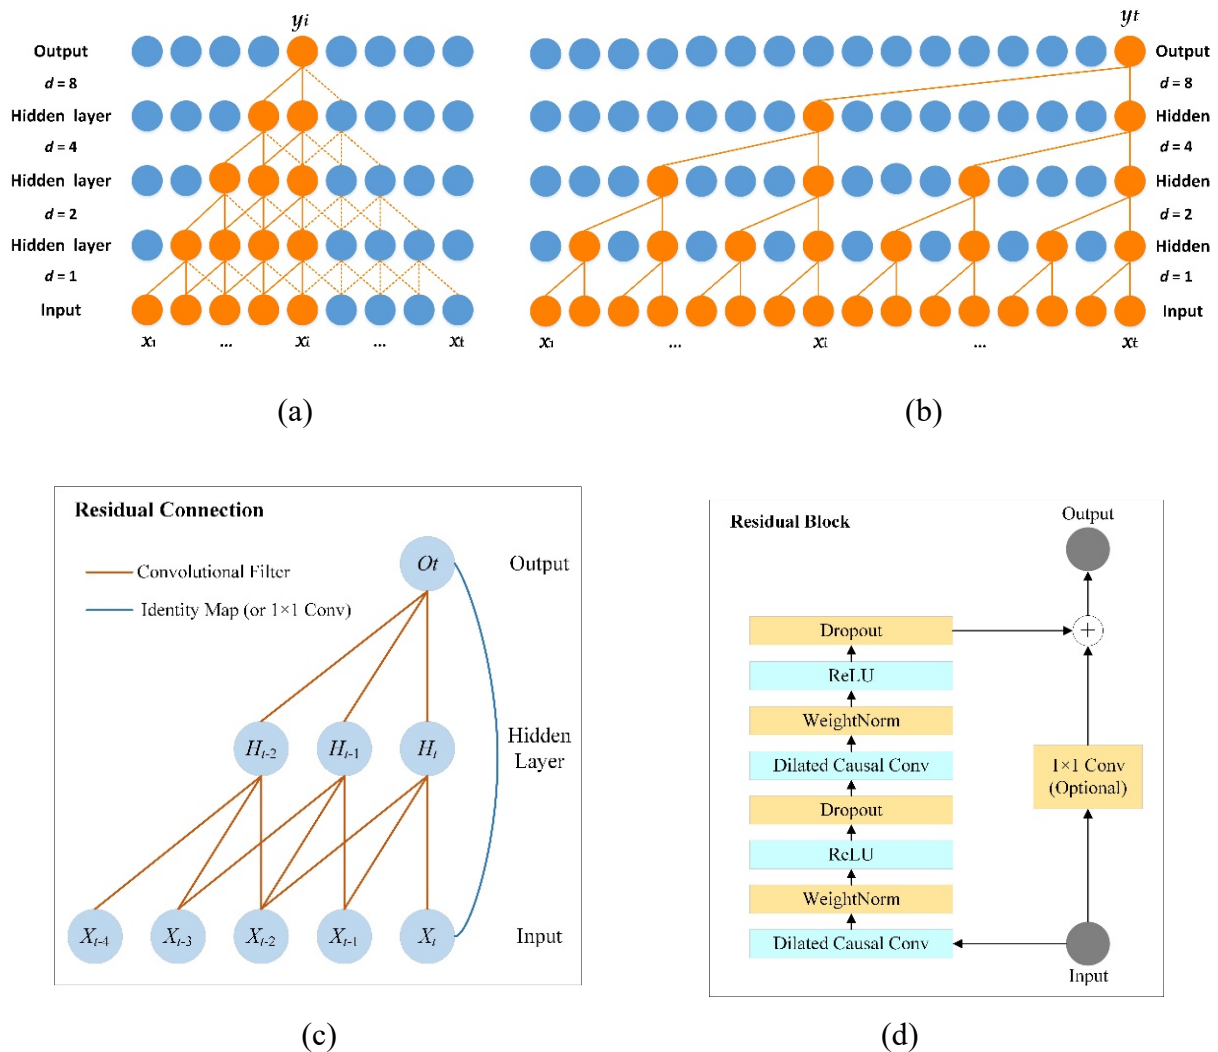 yi
Output
d = 8
Hidden layer
d = 4
Hidden layer
d = 2
Hidden layer
d = 1
Input
x1 ... xi ... xt
(a)
yt
Output
d = 8
Hidden
d = 4
Hidden
d = 2
Hidden
d = 1
Input
x1 ... xi ... xt
(b)
Residual Connection
Convolutional Filter
Identity Map (or 1×1 Conv)
Ot
Output
Ht-2 Ht-1 Ht
Hidden
Layer
Xt-4 Xt-3 Xt-2 Xt-1 Xt
Input
(c)
Residual Block
Output
Dropout
+
ReLU
WeightNorm
Dilated Causal Conv
1×1 Conv
(Optional)
Dropout
ReLU
WeightNorm
Dilated Causal Conv
Input
(d)